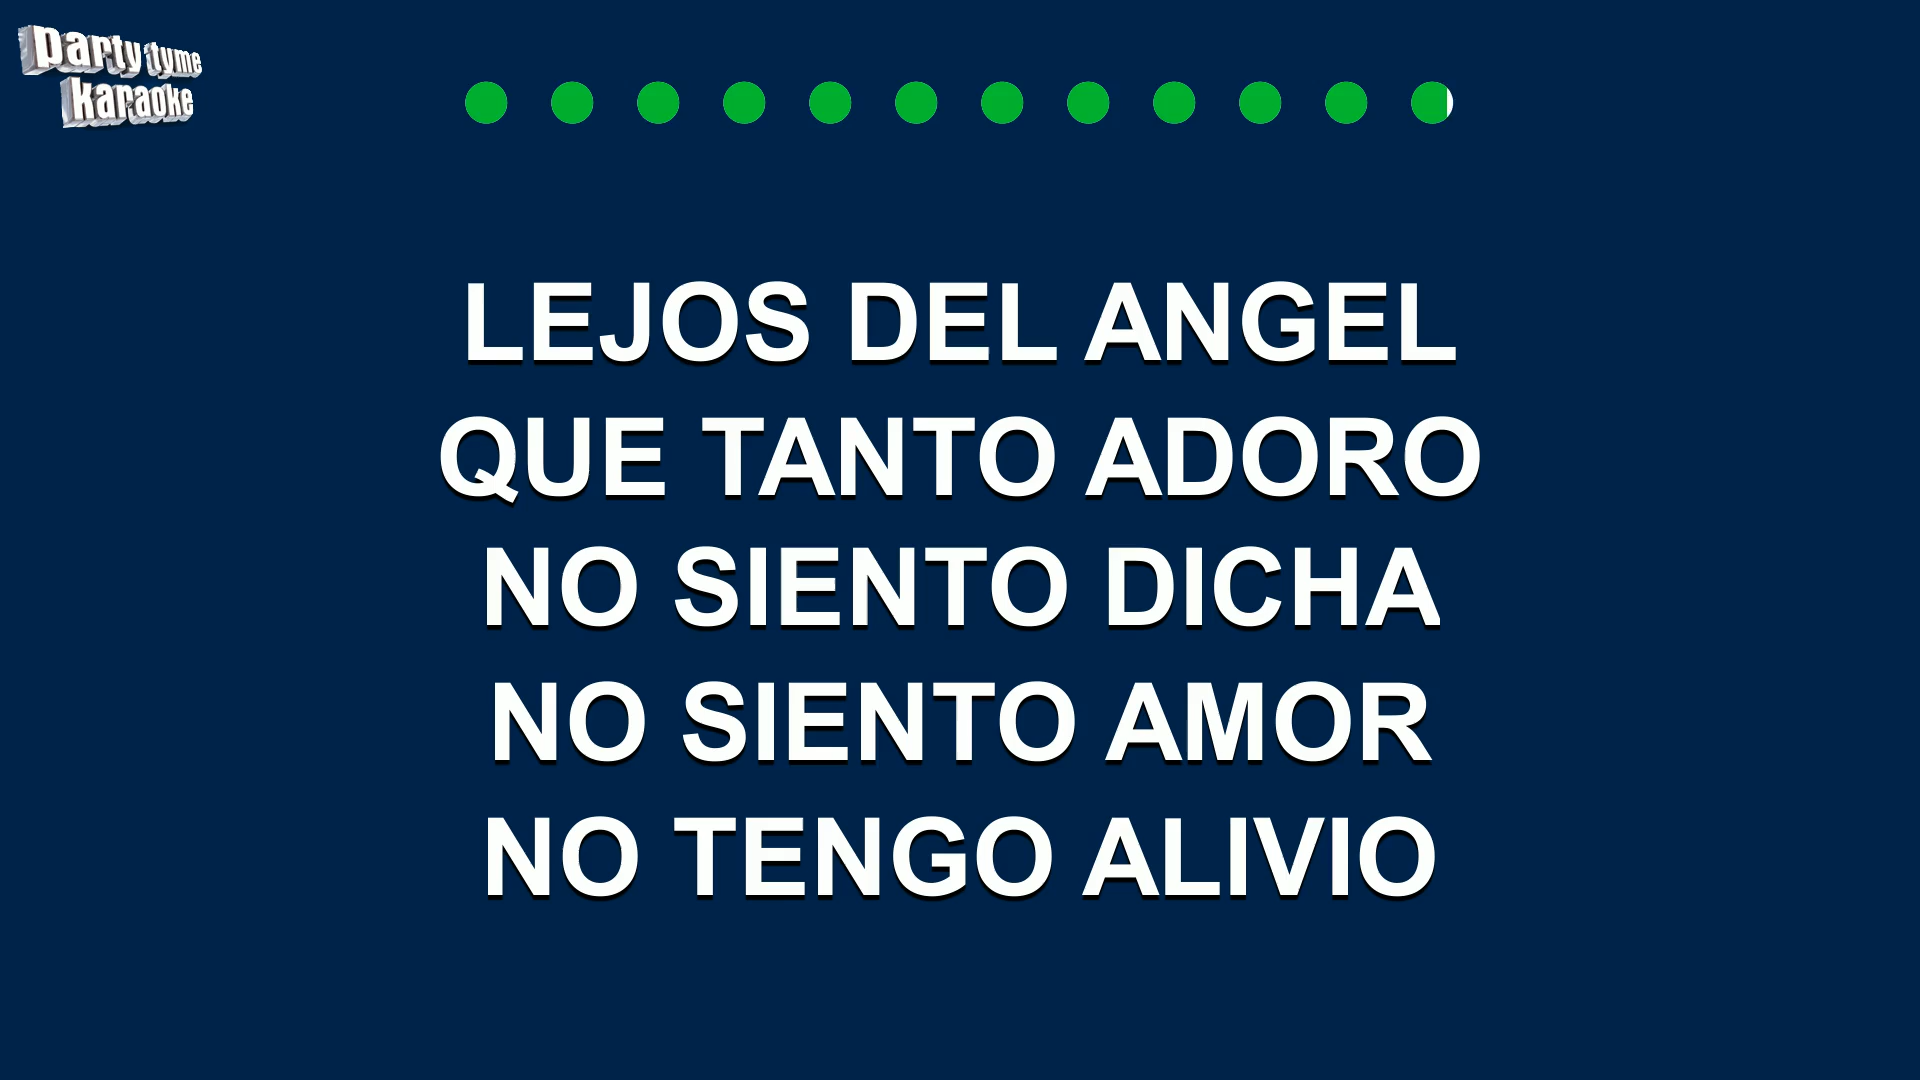 party tyme
karaoke
LEJOS DEL ANGEL
QUE TANTO ADORO
NO SIENTO DICHA
NO SIENTO AMOR
NO TENGO ALIVIO